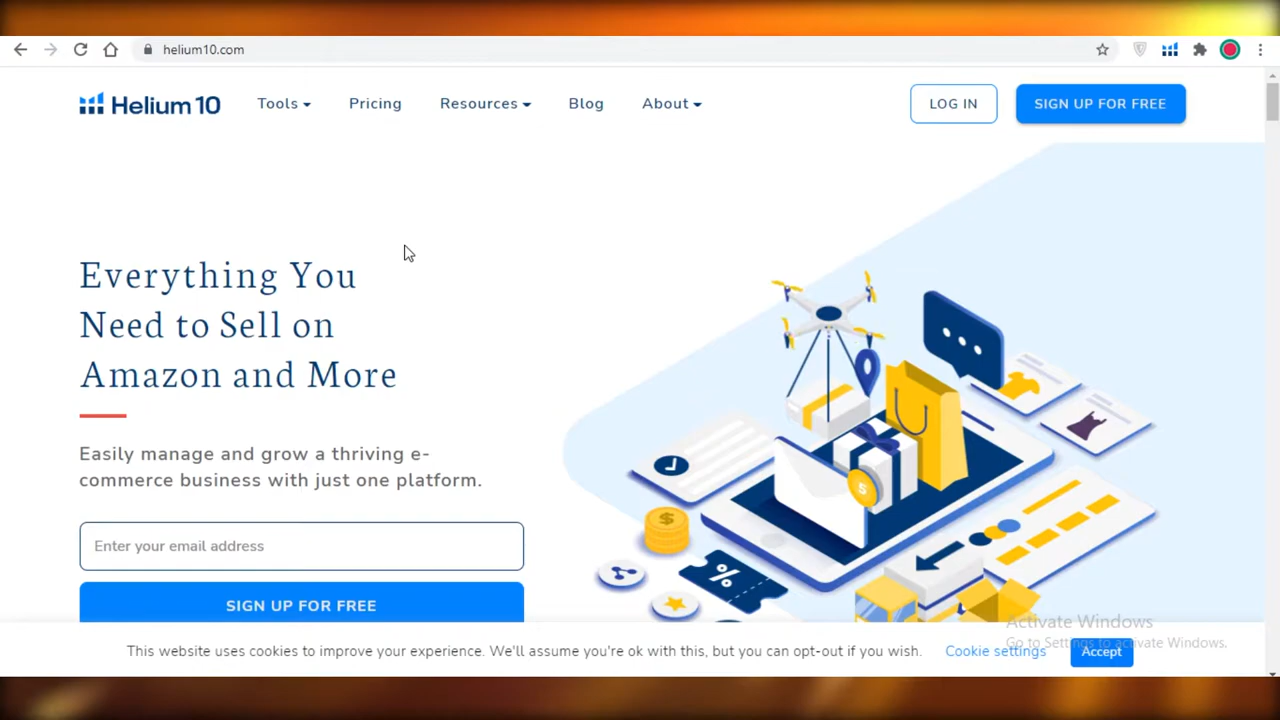 helium10.com
Helium 10
Tools
Pricing
Resources
Blog
About
LOG IN
SIGN UP FOR FREE
Everything You
Need to Sell on
Amazon and More
Easily manage and grow a thriving e-
commerce business with just one platform.
Enter your email address
SIGN UP FOR FREE
Activate Windows
Go to Settings to activate Windows.
This website uses cookies to improve your experience. We'll assume you're ok with this, but you can opt-out if you wish.
Cookie settings
Accept